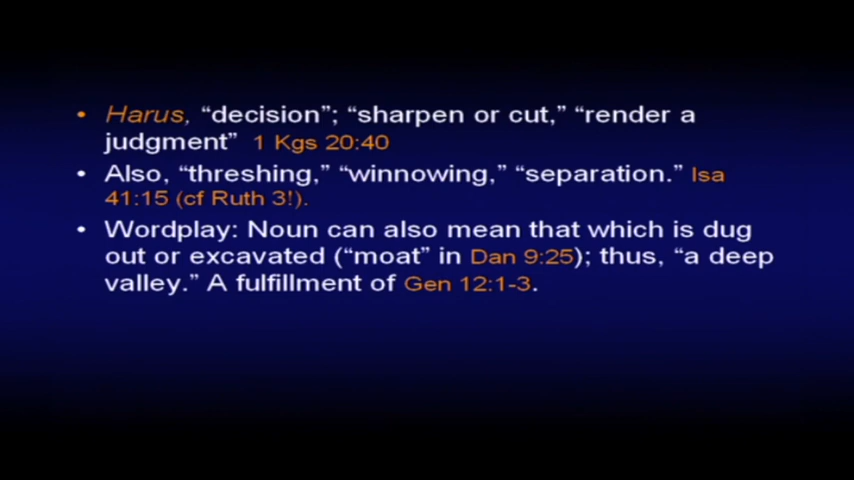 • Harus, “decision”; “sharpen or cut,” “render a
judgment” 1 Kgs 20:40
• Also, “threshing,” “winnowing,” “separation.” Isa
41:15 (cf Ruth 3!).
• Wordplay: Noun can also mean that which is dug
out or excavated (“moat” in Dan 9:25); thus, “a deep
valley.” A fulfillment of Gen 12:1-3.